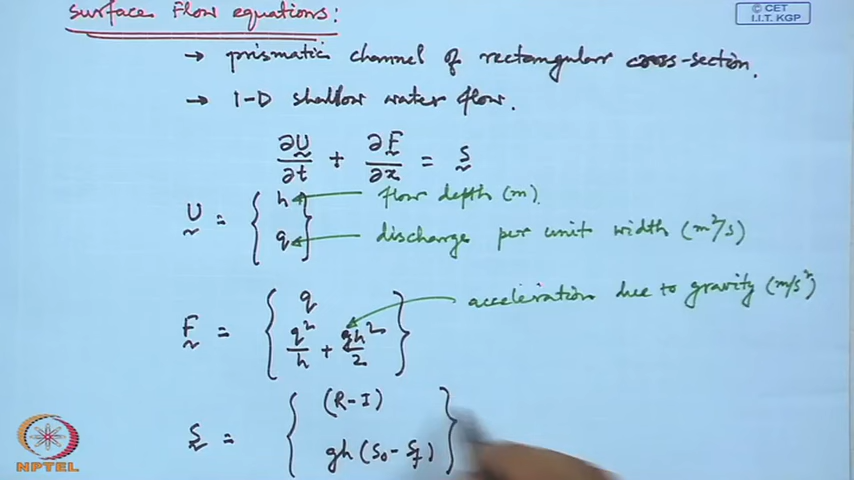 Surface Flow equations:
© CET
I.I.T. KGP
→ prismatic channel of rectangular cross-section.
→ 1-D shallow water flow.
∂U/∂t + ∂F/∂x = S
U = { h ← flow depth (m).
q } ← discharge per unit width (m²/s)
F = { q
q²/h + gh²/2 } ← acceleration due to gravity (m/s²)
S = { (R-I)
gh(S₀ - S_f) }
NPTEL